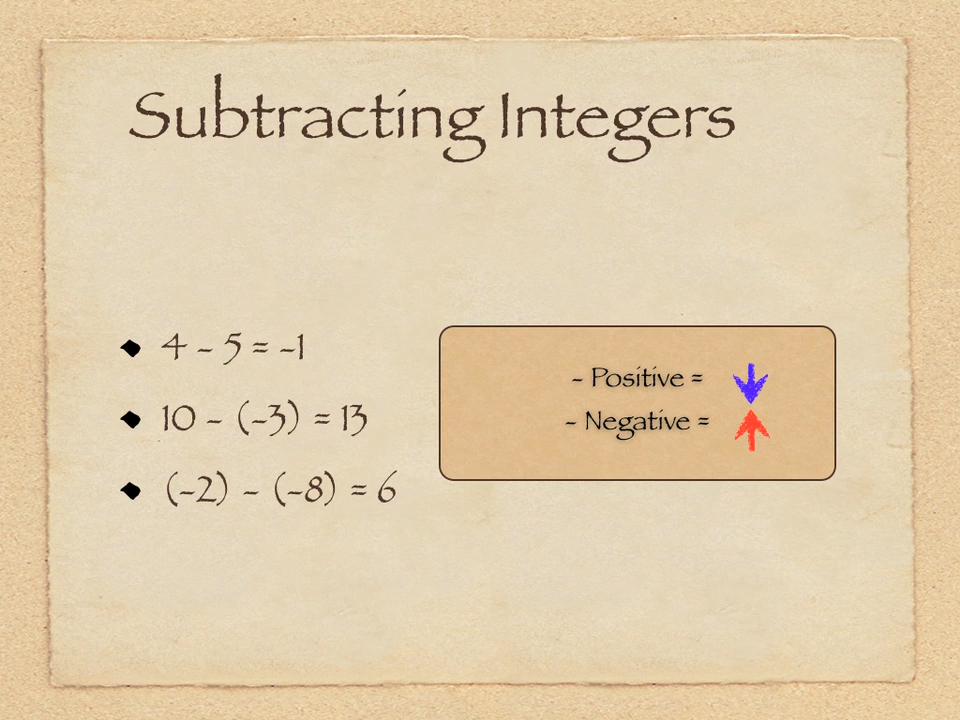 Subtracting Integers
4 - 5 = -1
10 - (-3) = 13
(-2) - (-8) = 6
- Positive =
- Negative =